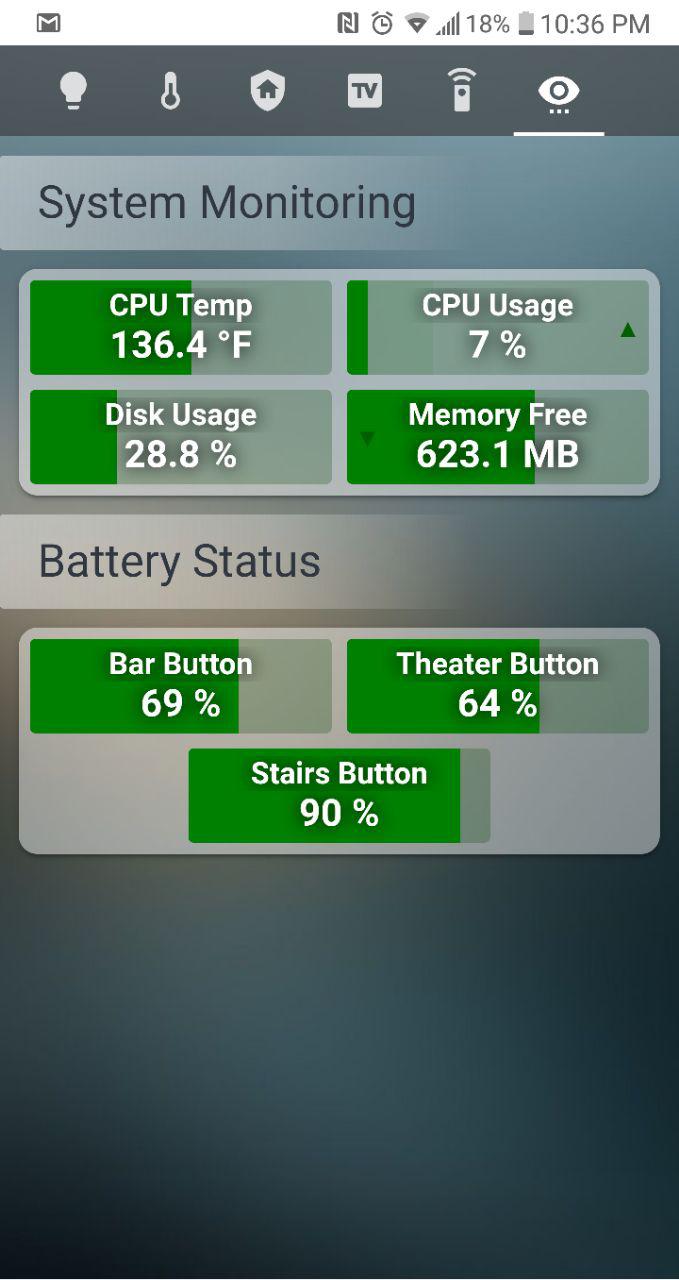 18% 10:36 PM
TV
System Monitoring
CPU Temp
136.4 °F
CPU Usage
7 %
Disk Usage
28.8 %
Memory Free
623.1 MB
Battery Status
Bar Button
69 %
Theater Button
64 %
Stairs Button
90 %